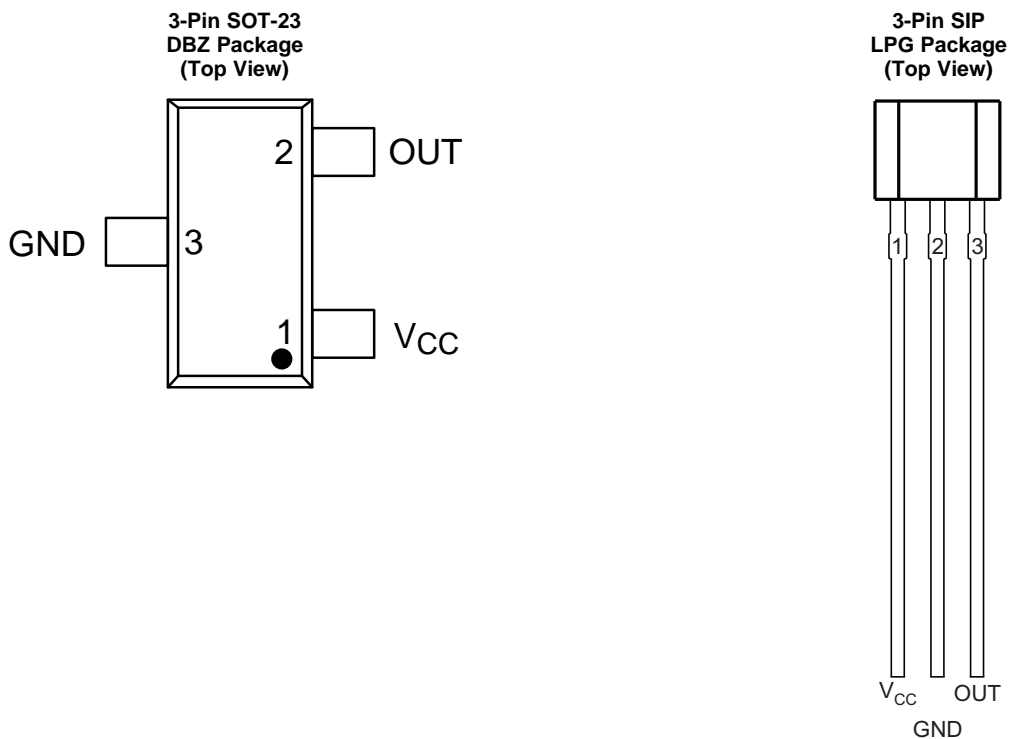 3-Pin SOT-23
DBZ Package
(Top View)
2
OUT
GND
3
1
VCC
3-Pin SIP
LPG Package
(Top View)
1
2
3
VCC
OUT
GND